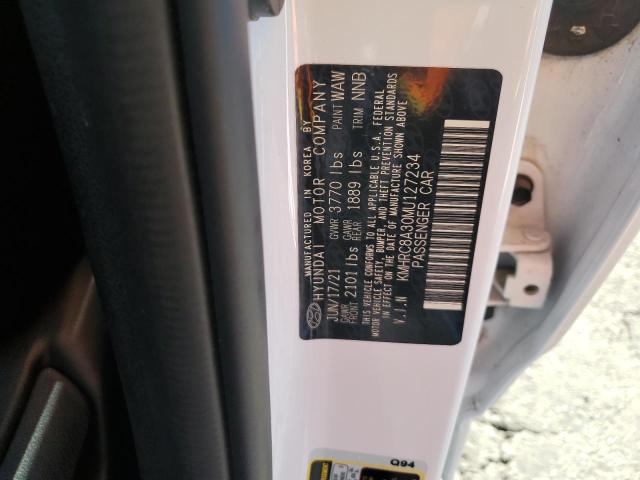 MANUFACTURED IN KOREA BY
HYUNDAI MOTOR COMPANY
JUN/17/21 GVWR 3770 lbs PAINT WAW
GAWR FRONT 2101 lbs GAWR REAR 1889 lbs TRIM NNB
THIS VEHICLE CONFORMS TO ALL APPLICABLE U.S.A. FEDERAL
MOTOR VEHICLE SAFETY, BUMPER, AND THEFT PREVENTION STANDARDS
IN EFFECT ON THE DATE OF MANUFACTURE SHOWN ABOVE
V.I.N KMHRC8A30MU127234
PASSENGER CAR
Q94